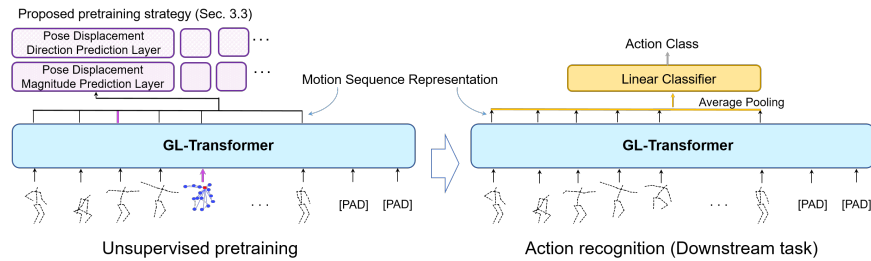 Proposed pretraining strategy (Sec. 3.3)
Pose Displacement
Direction Prediction Layer
...
Pose Displacement
Magnitude Prediction Layer
...
Motion Sequence Representation
GL-Transformer
...
[PAD]
[PAD]
Unsupervised pretraining
Action Class
Linear Classifier
Average Pooling
GL-Transformer
...
[PAD]
[PAD]
Action recognition (Downstream task)